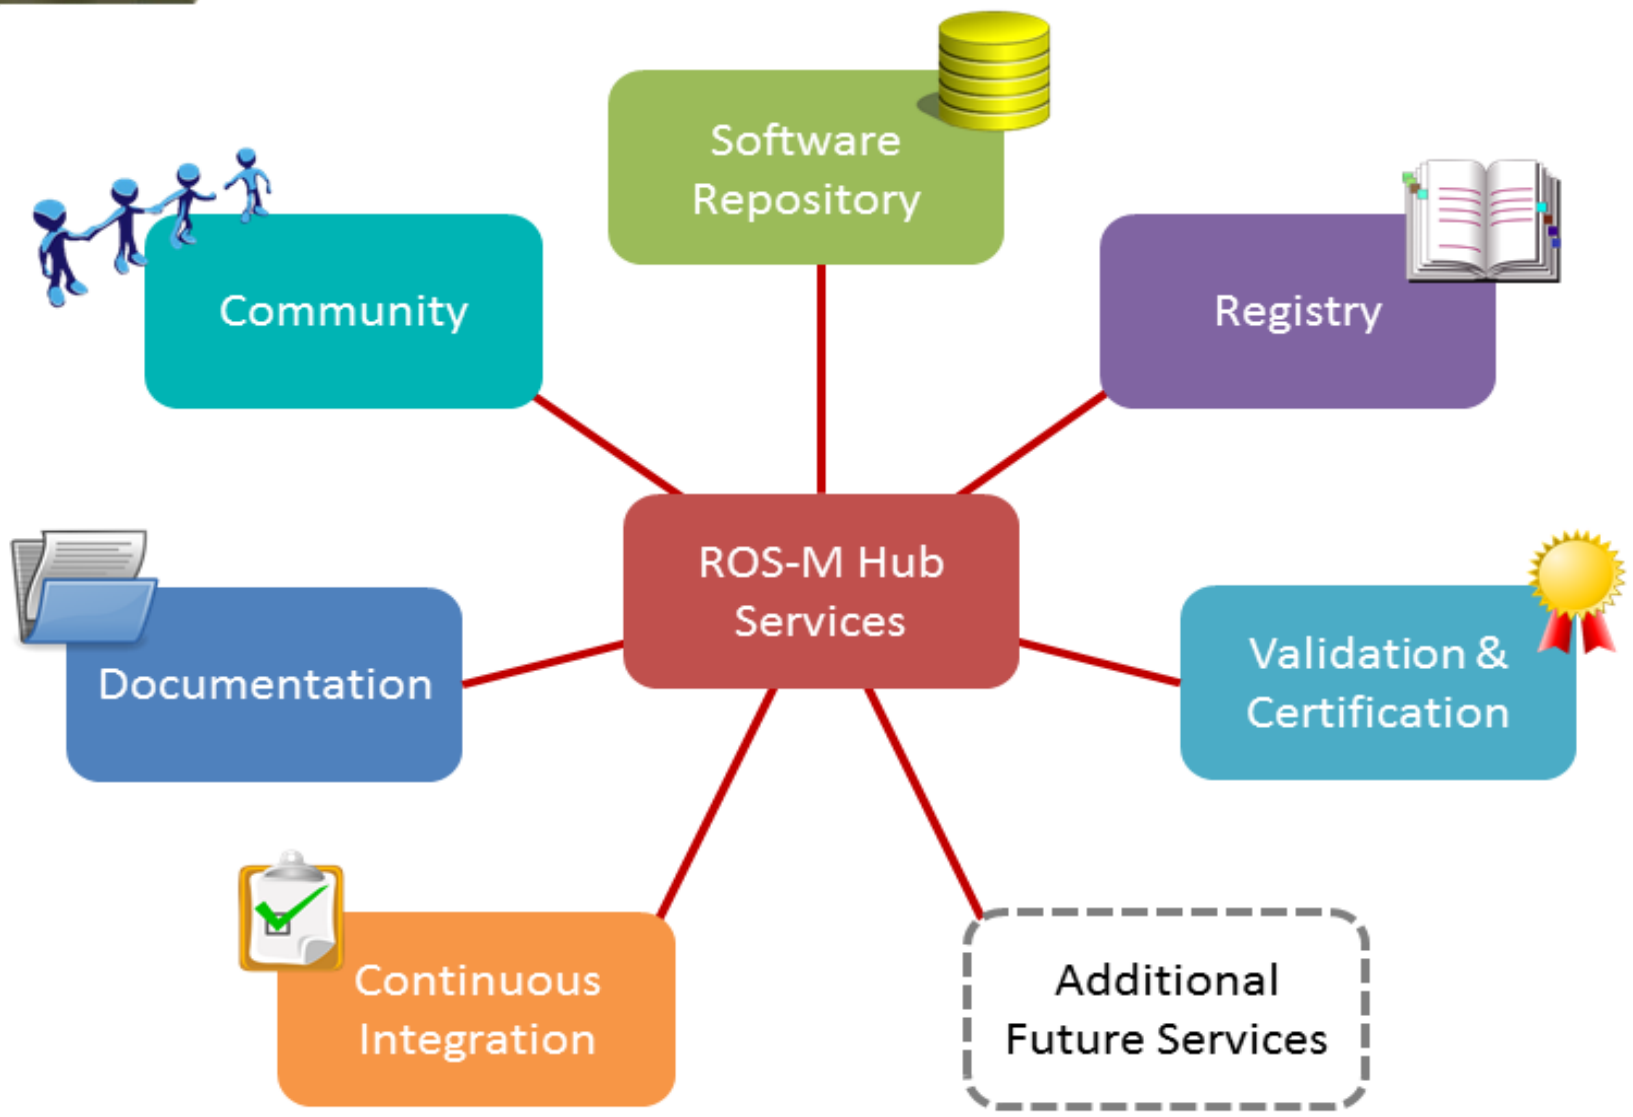 Software
Repository
Community
Registry
ROS-M Hub
Services
Documentation
Validation &
Certification
Continuous
Integration
Additional
Future Services